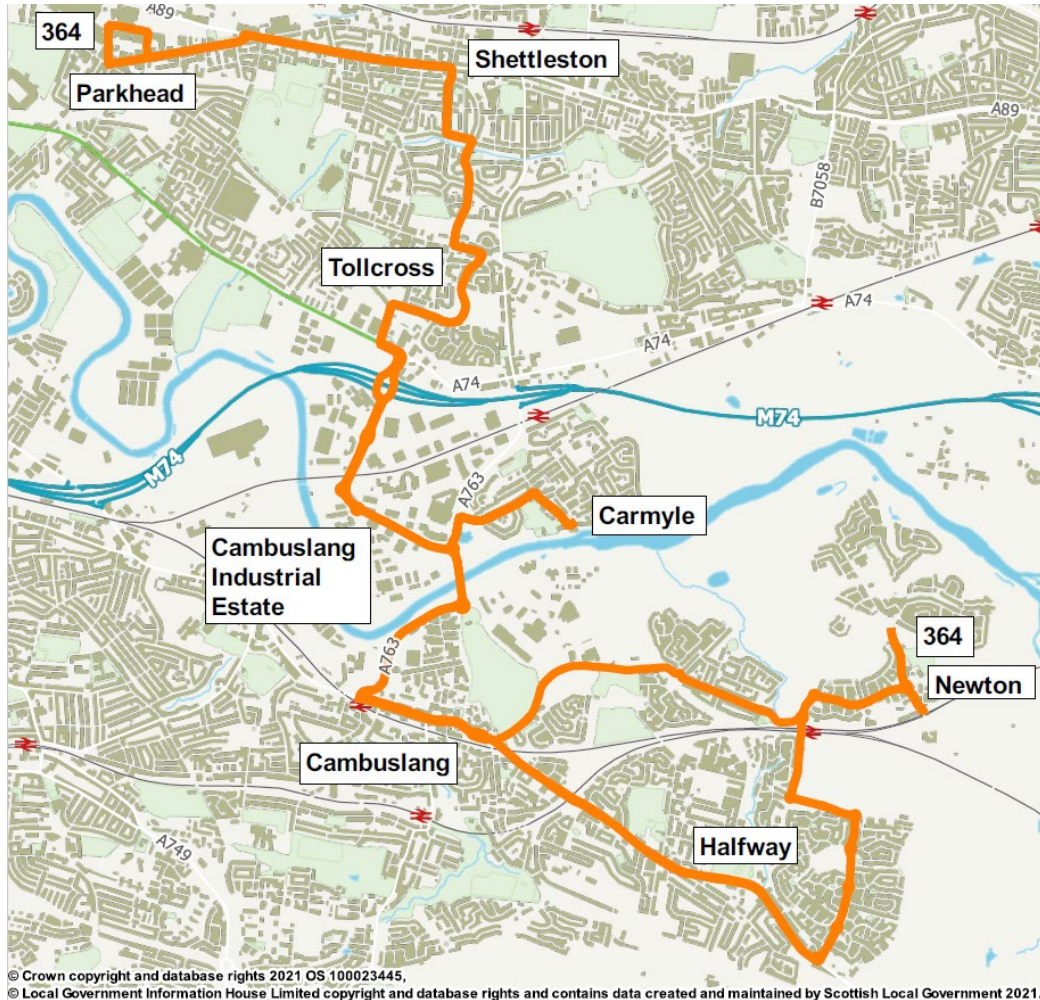 A89
364
Shettleston
Parkhead
A89
B7058
Tollcross
A74
A74
A74
M74
M74
A763
Carmyle
Cambuslang
Industrial
Estate
A763
364
Newton
Cambuslang
Halfway
A749
© Crown copyright and database rights 2021 OS 100023445,
© Local Government Information House Limited copyright and database rights and contains data created and maintained by Scottish Local Government 2021.